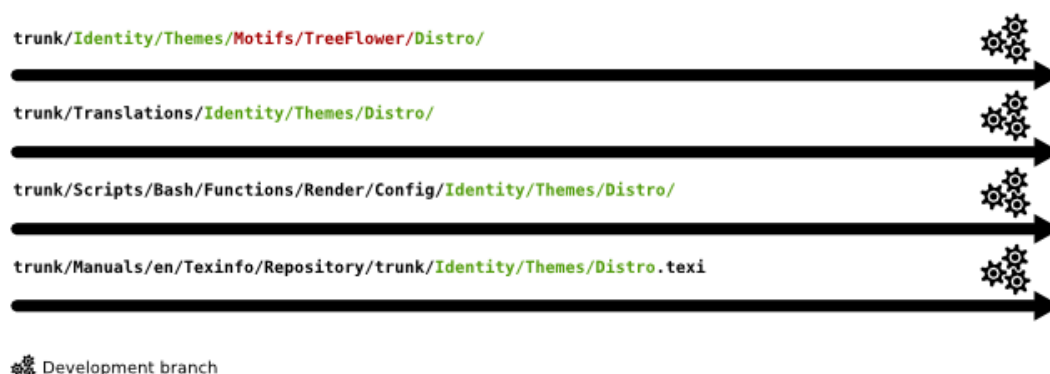 trunk/Identity/Themes/Motifs/TreeFlower/Distro/
trunk/Translations/Identity/Themes/Distro/
trunk/Scripts/Bash/Functions/Render/Config/Identity/Themes/Distro/
trunk/Manuals/en/Texinfo/Repository/trunk/Identity/Themes/Distro.texi
Development branch